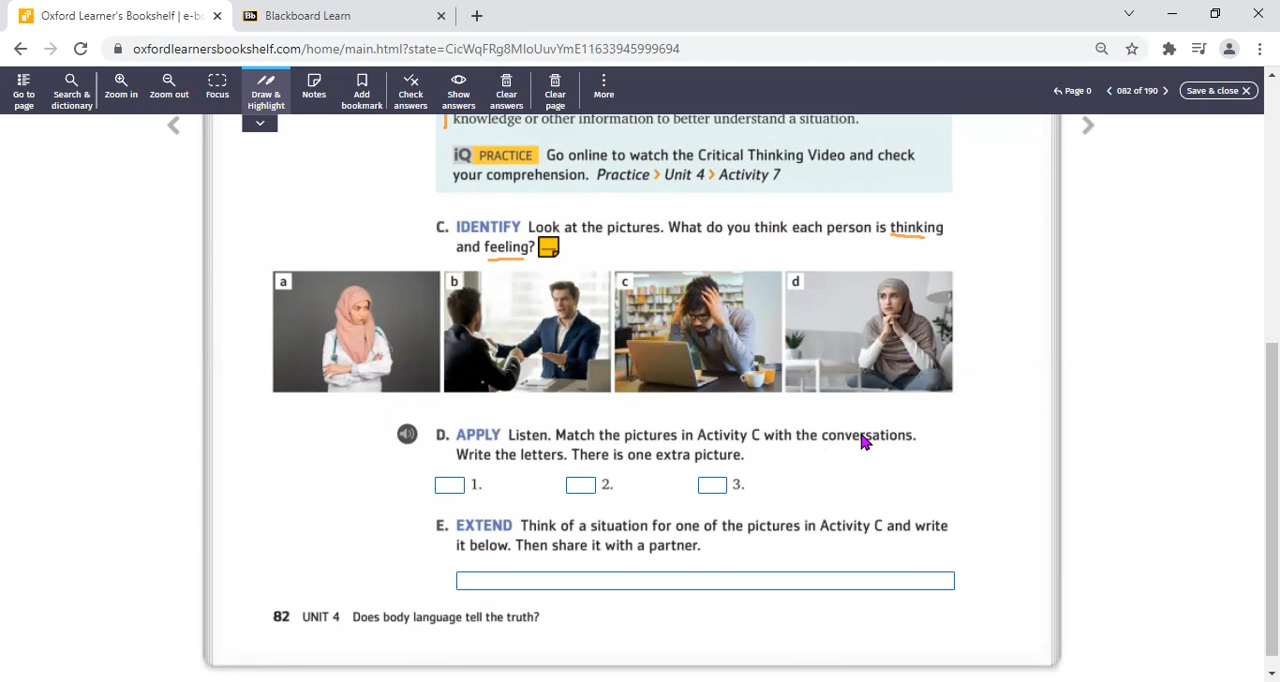 Oxford Learner's Bookshelf | e-bo
Blackboard Learn
oxfordlearnersbookshelf.com/home/main.html?state=CicWqFRg8MIoUuvYmE11633945999694
Go to page
Search & dictionary
Zoom in
Zoom out
Focus
Draw & Highlight
Notes
Add bookmark
Check answers
Show answers
Clear answers
Clear page
More
Page 0
082 of 190
Save & close
knowledge or other information to better understand a situation.
iQ PRACTICE Go online to watch the Critical Thinking Video and check
your comprehension. Practice > Unit 4 > Activity 7
C. IDENTIFY Look at the pictures. What do you think each person is thinking
and feeling?
a
b
c
d
D. APPLY Listen. Match the pictures in Activity C with the conversations.
Write the letters. There is one extra picture.
1.
2.
3.
E. EXTEND Think of a situation for one of the pictures in Activity C and write
it below. Then share it with a partner.
82 UNIT 4 Does body language tell the truth?